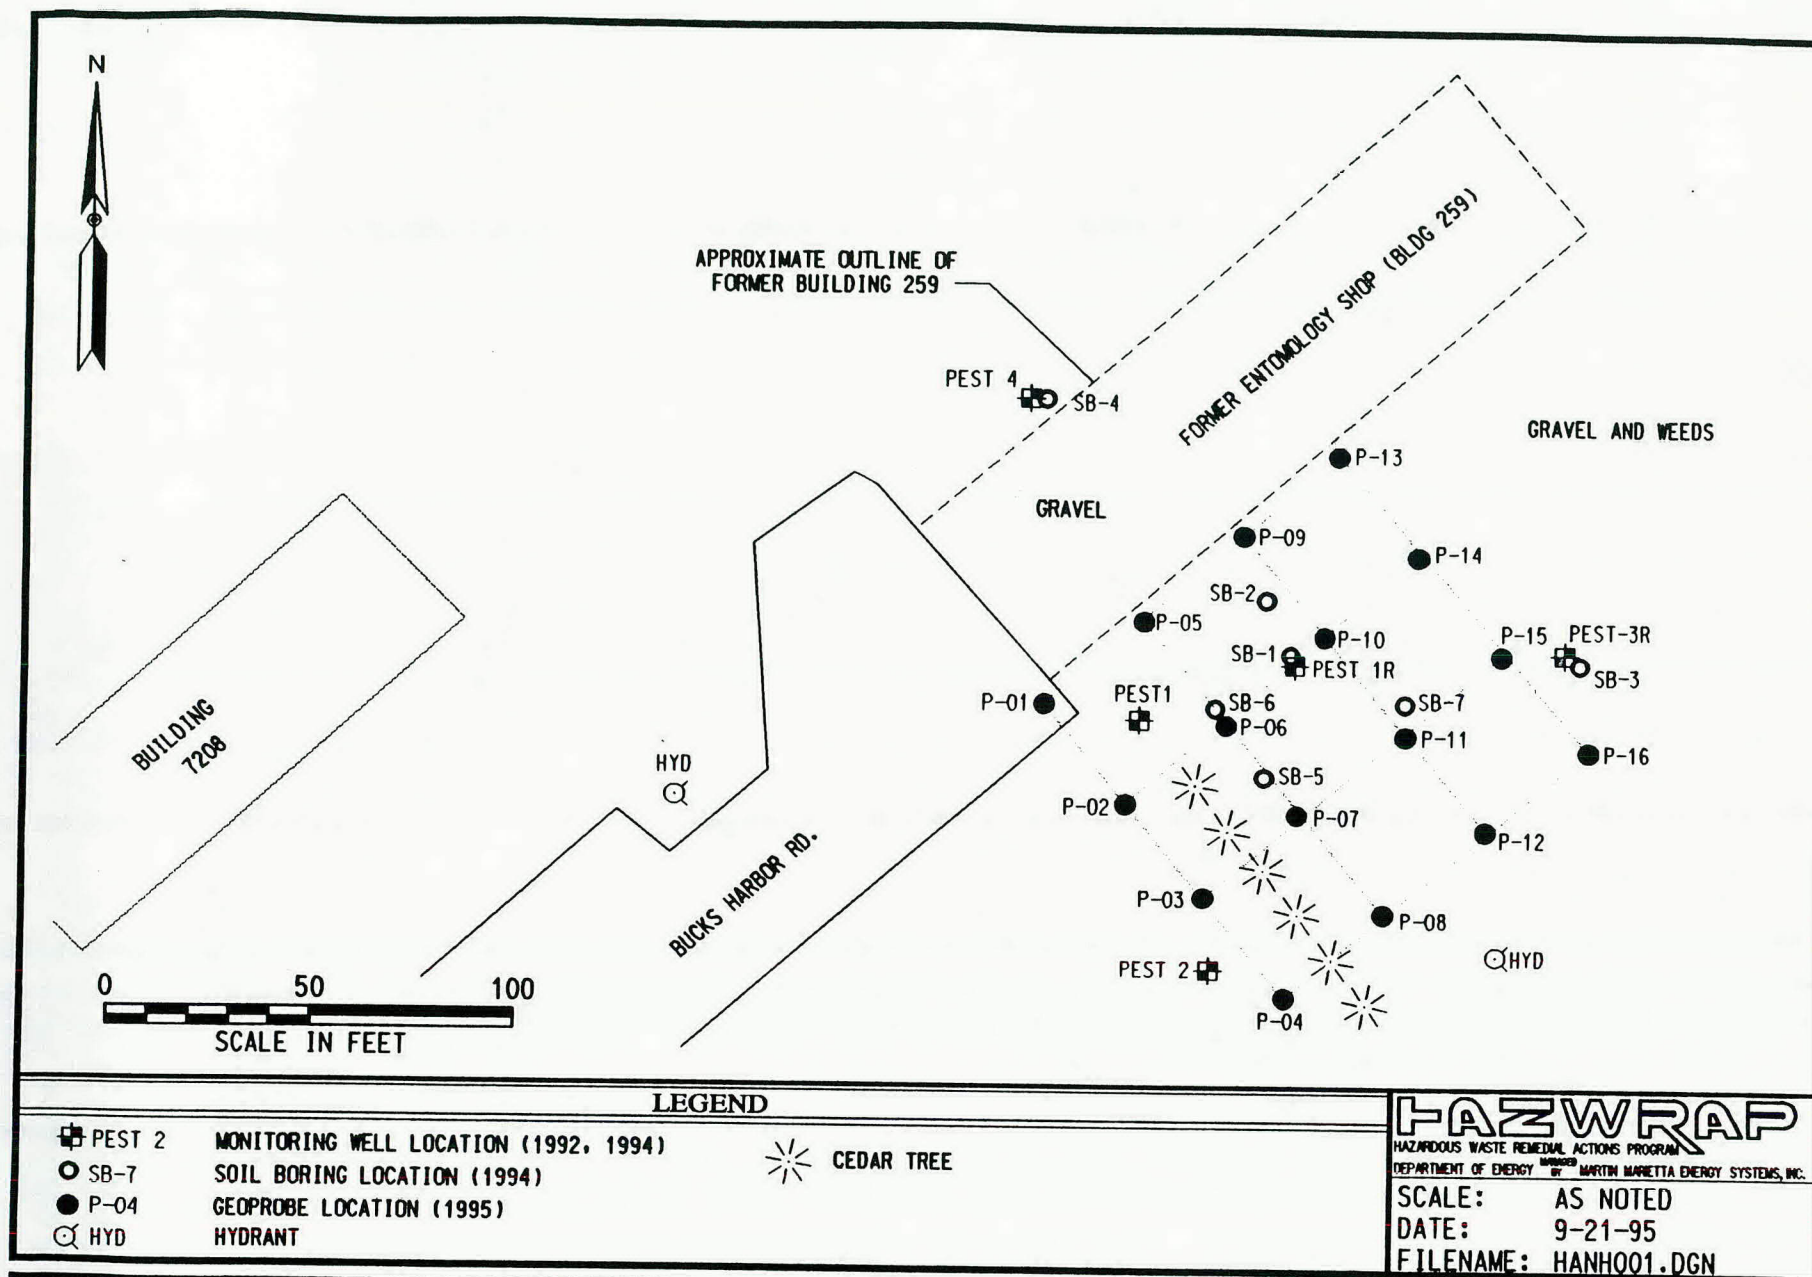 N
APPROXIMATE OUTLINE OF
FORMER BUILDING 259
FORMER ENTOMOLOGY SHOP (BLDG 259)
PEST 4
SB-4
GRAVEL AND WEEDS
P-13
GRAVEL
P-09
P-14
SB-2
P-05
P-10
P-15
PEST-3R
SB-1
PEST 1R
SB-3
P-01
PEST1
SB-6
P-06
SB-7
P-11
P-16
BUILDING
7208
HYD
SB-5
P-02
P-07
P-12
BUCKS HARBOR RD.
P-03
P-08
PEST 2
HYD
P-04
0 50 100
SCALE IN FEET
LEGEND
PEST 2 MONITORING WELL LOCATION (1992, 1994)
SB-7 SOIL BORING LOCATION (1994)
P-04 GEOPROBE LOCATION (1995)
HYD HYDRANT
CEDAR TREE
HAZWRAP
HAZARDOUS WASTE REMEDIAL ACTIONS PROGRAM
DEPARTMENT OF ENERGY MANAGED BY MARTIN MARIETTA ENERGY SYSTEMS, INC.
SCALE: AS NOTED
DATE: 9-21-95
FILENAME: HANH001.DGN